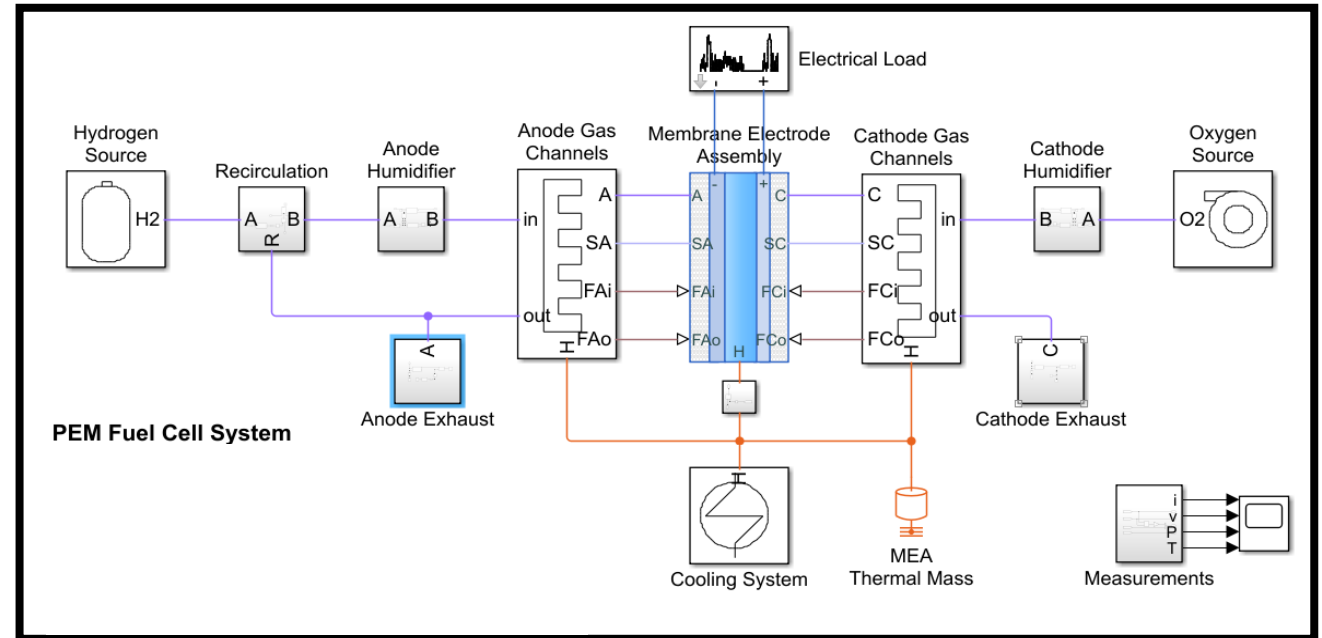 Electrical Load
- +
Hydrogen
Source
H2
Recirculation
A B
R
Anode
Humidifier
A B
Anode Gas
Channels
in
out
A
SA
FAi
FAo
H
Membrane Electrode
Assembly
- +
A C
SA SC
FAi FCi
FAo FCo
H
Cathode Gas
Channels
C
SC
FCi
FCo
in
out
H
Cathode
Humidifier
B A
Oxygen
Source
O2
A
Anode Exhaust
C
Cathode Exhaust
PEM Fuel Cell System
H
Cooling System
MEA
Thermal Mass
i
v
P
T
Measurements